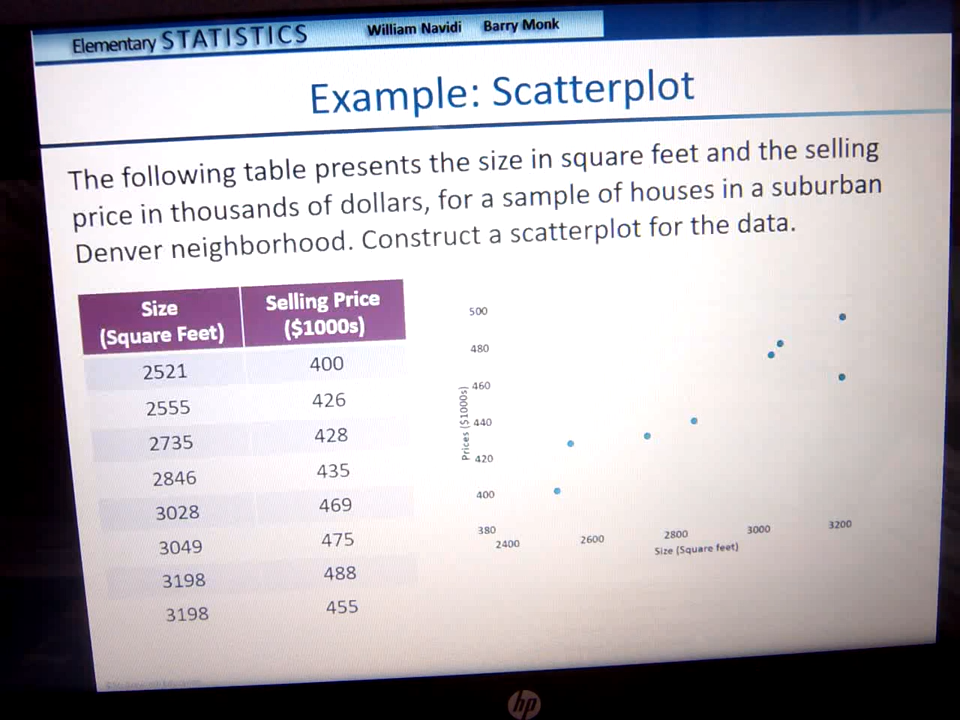 Elementary STATISTICS William Navidi Barry Monk
Example: Scatterplot
The following table presents the size in square feet and the selling
price in thousands of dollars, for a sample of houses in a suburban
Denver neighborhood. Construct a scatterplot for the data.
Size
(Square Feet)
Selling Price
($1000s)
2521 400
2555 426
2735 428
2846 435
3028 469
3049 475
3198 488
3198 455
Prices ($1000s)
500
480
460
440
420
400
380
2400 2600 2800 3000 3200
Size (Square feet)
hp